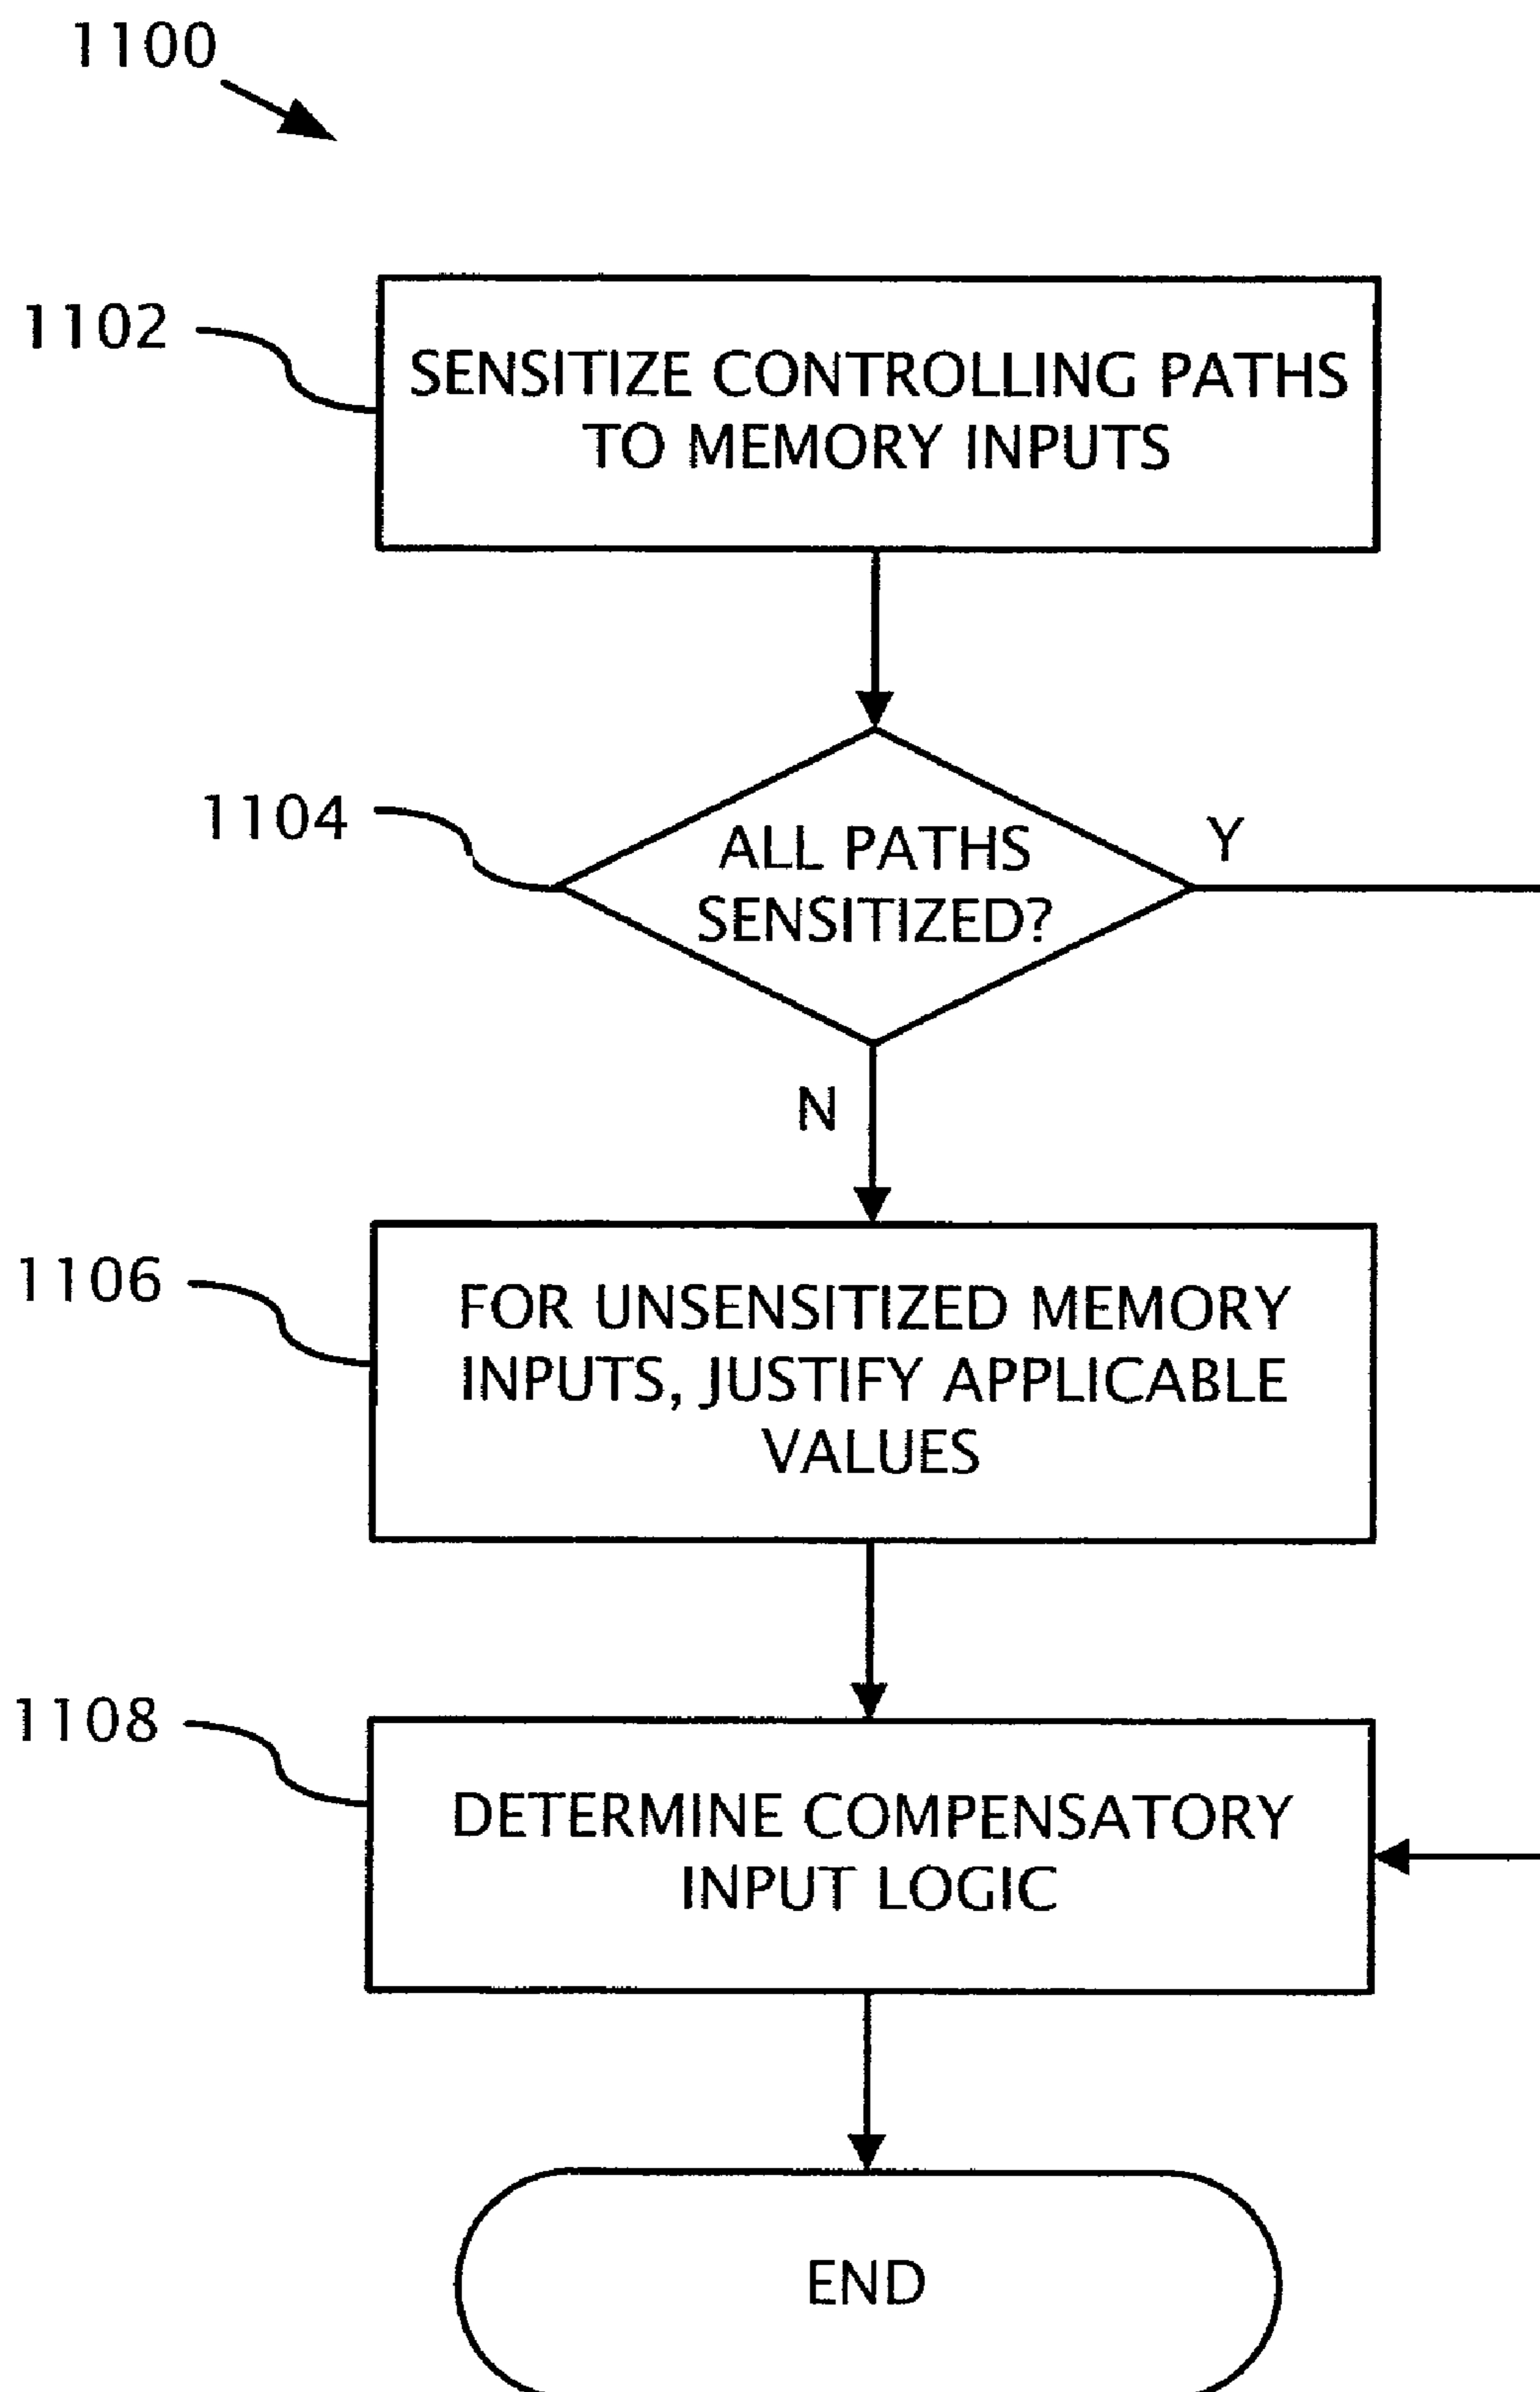 1100
1102
SENSITIZE CONTROLLING PATHS
TO MEMORY INPUTS
1104
ALL PATHS
SENSITIZED?
Y
N
1106
FOR UNSENSITIZED MEMORY
INPUTS, JUSTIFY APPLICABLE
VALUES
1108
DETERMINE COMPENSATORY
INPUT LOGIC
END